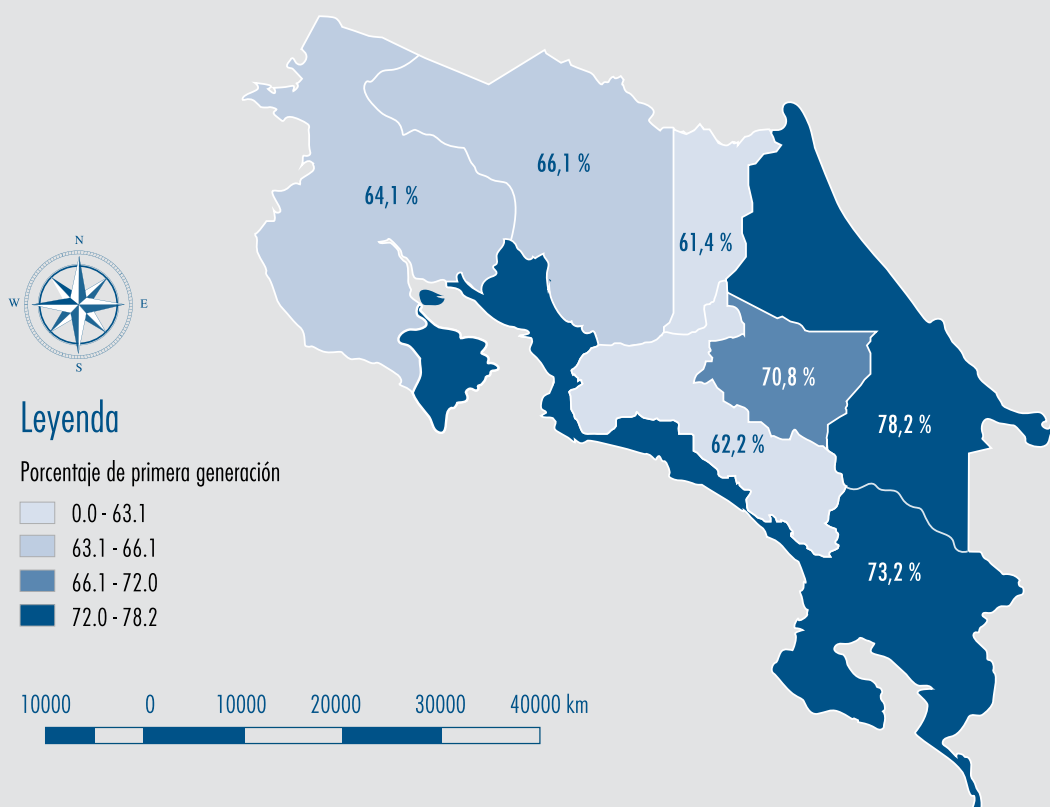 66,1 %
64,1 %
61,4 %
N
W
E
S
70,8 %
Leyenda
78,2 %
62,2 %
Porcentaje de primera generación
0.0 - 63.1
63.1 - 66.1
66.1 - 72.0
73,2 %
72.0 - 78.2
10000 0 10000 20000 30000 40000 km